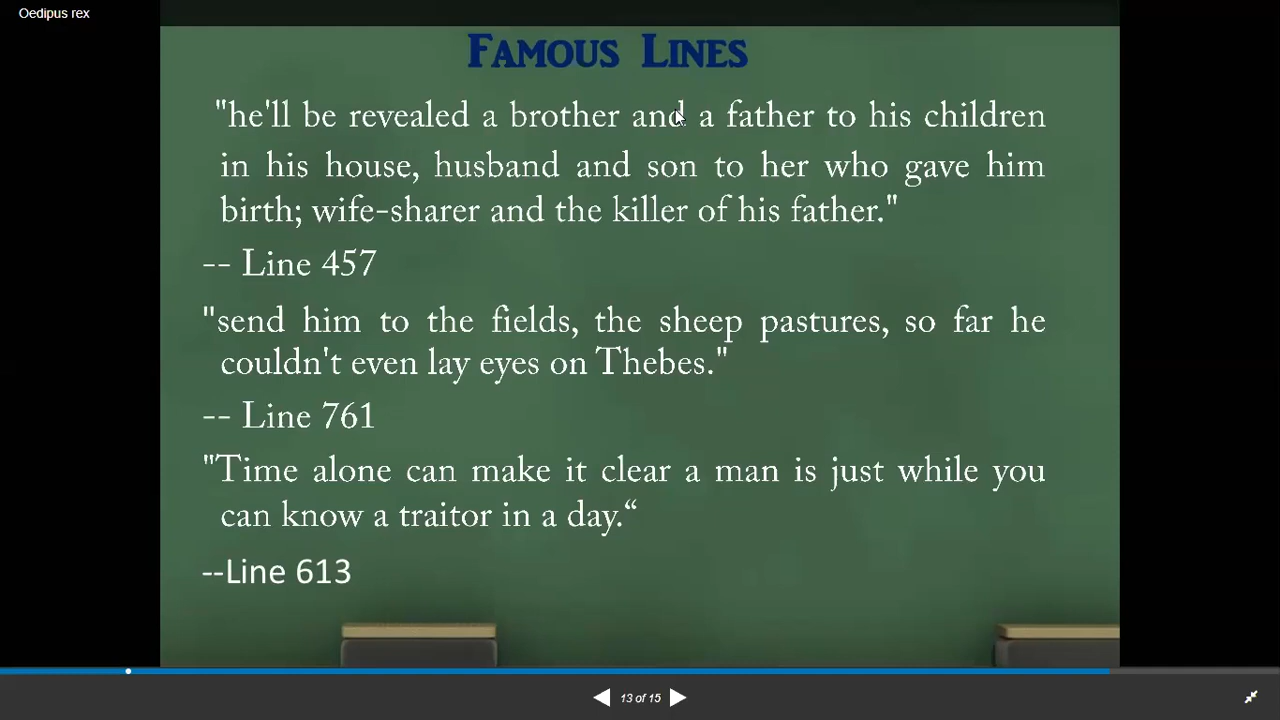 Oedipus rex
FAMOUS LINES
"he'll be revealed a brother and a father to his children
in his house, husband and son to her who gave him
birth; wife-sharer and the killer of his father."
-- Line 457
"send him to the fields, the sheep pastures, so far he
couldn't even lay eyes on Thebes."
-- Line 761
"Time alone can make it clear a man is just while you
can know a traitor in a day.“
--Line 613
13 of 15